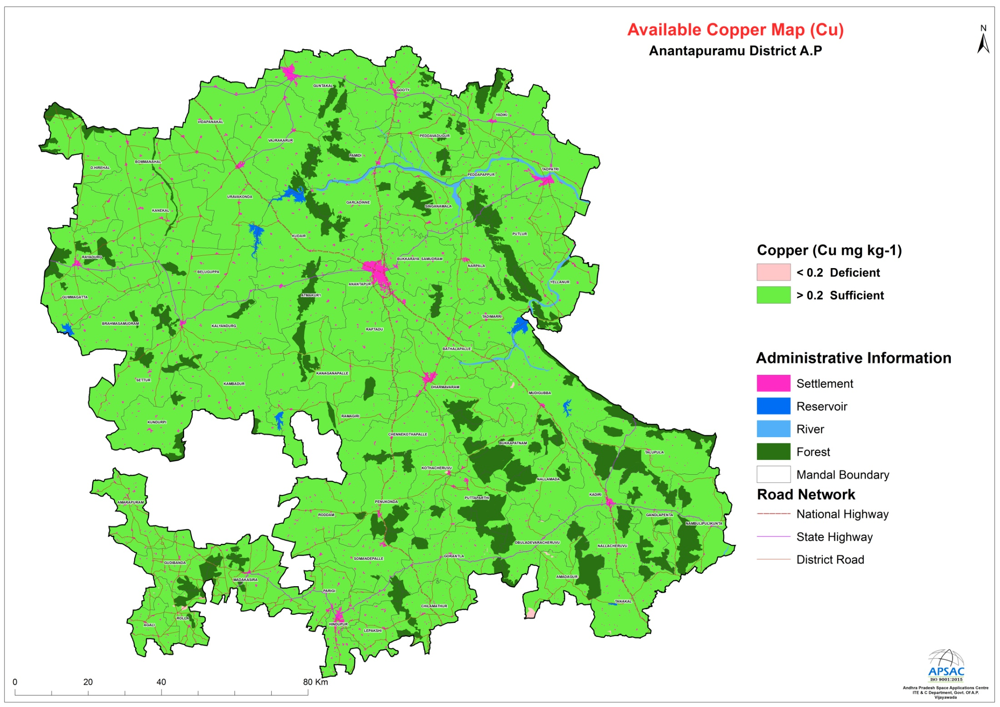 Available Copper Map (Cu)
Anantapuramu District A.P
N
GUNTAKAL
GOOTY
YADIKI
VIDAPANAKAL
PEDDAVADUGUR
VAJRAKARUR
PAMIDI
BOMMANAHAL
D.HIREHAL
TADPATRI
PEDDAPAPPUR
URAVAKONDA
GARLADINNE
SINGANAMALA
KANEKAL
PUTLUR
KUDAIR
RAYADURG
BUKKARAYA SAMUDRAM
NARPALA
BELUGUPPA
YELLANUR
ANANTAPUR
ATMAKUR1
GUMMAGATTA
TADIMARRI
BRAHMASAMUDRAM
KALYANDURG
RAPTADU
BATHALAPALLE
KANAGANAPALLE
SETTUR
KAMBADUR
DHARMAVARAM
MUDIGUBBA
RAMAGIRI
KUNDURPI
CHENNEKOTHAPALLE
BUKKAPATNAM
TALUPULA
KOTHACHERUVU
NALLAMADA
KADIRI
PUTTAPARTHI
AMARAPURAM
PENUKONDA
RODDAM
GANDLAPENTA
NAMBULIPULIKUNTA
OBULADEVARACHERUVU
NALLACHERUVU
GORANTLA
SOMANDEPALLE
GUDIBANDA
AMADAGUR
MADAKASIRA
PARIGI
TANAKAL
CHILAMATHUR
ROLLA
AGALI
HINDUPUR
LEPAKSHI
Copper (Cu mg kg-1)
< 0.2 Deficient
> 0.2 Sufficient
Administrative Information
Settlement
Reservoir
River
Forest
Mandal Boundary
Road Network
National Highway
State Highway
District Road
0 20 40 80 Km
APSAC
ISO 9001:2015
Andhra Pradesh Space Applications Centre
ITE & C Department, Govt. Of A.P.
Vijayawada